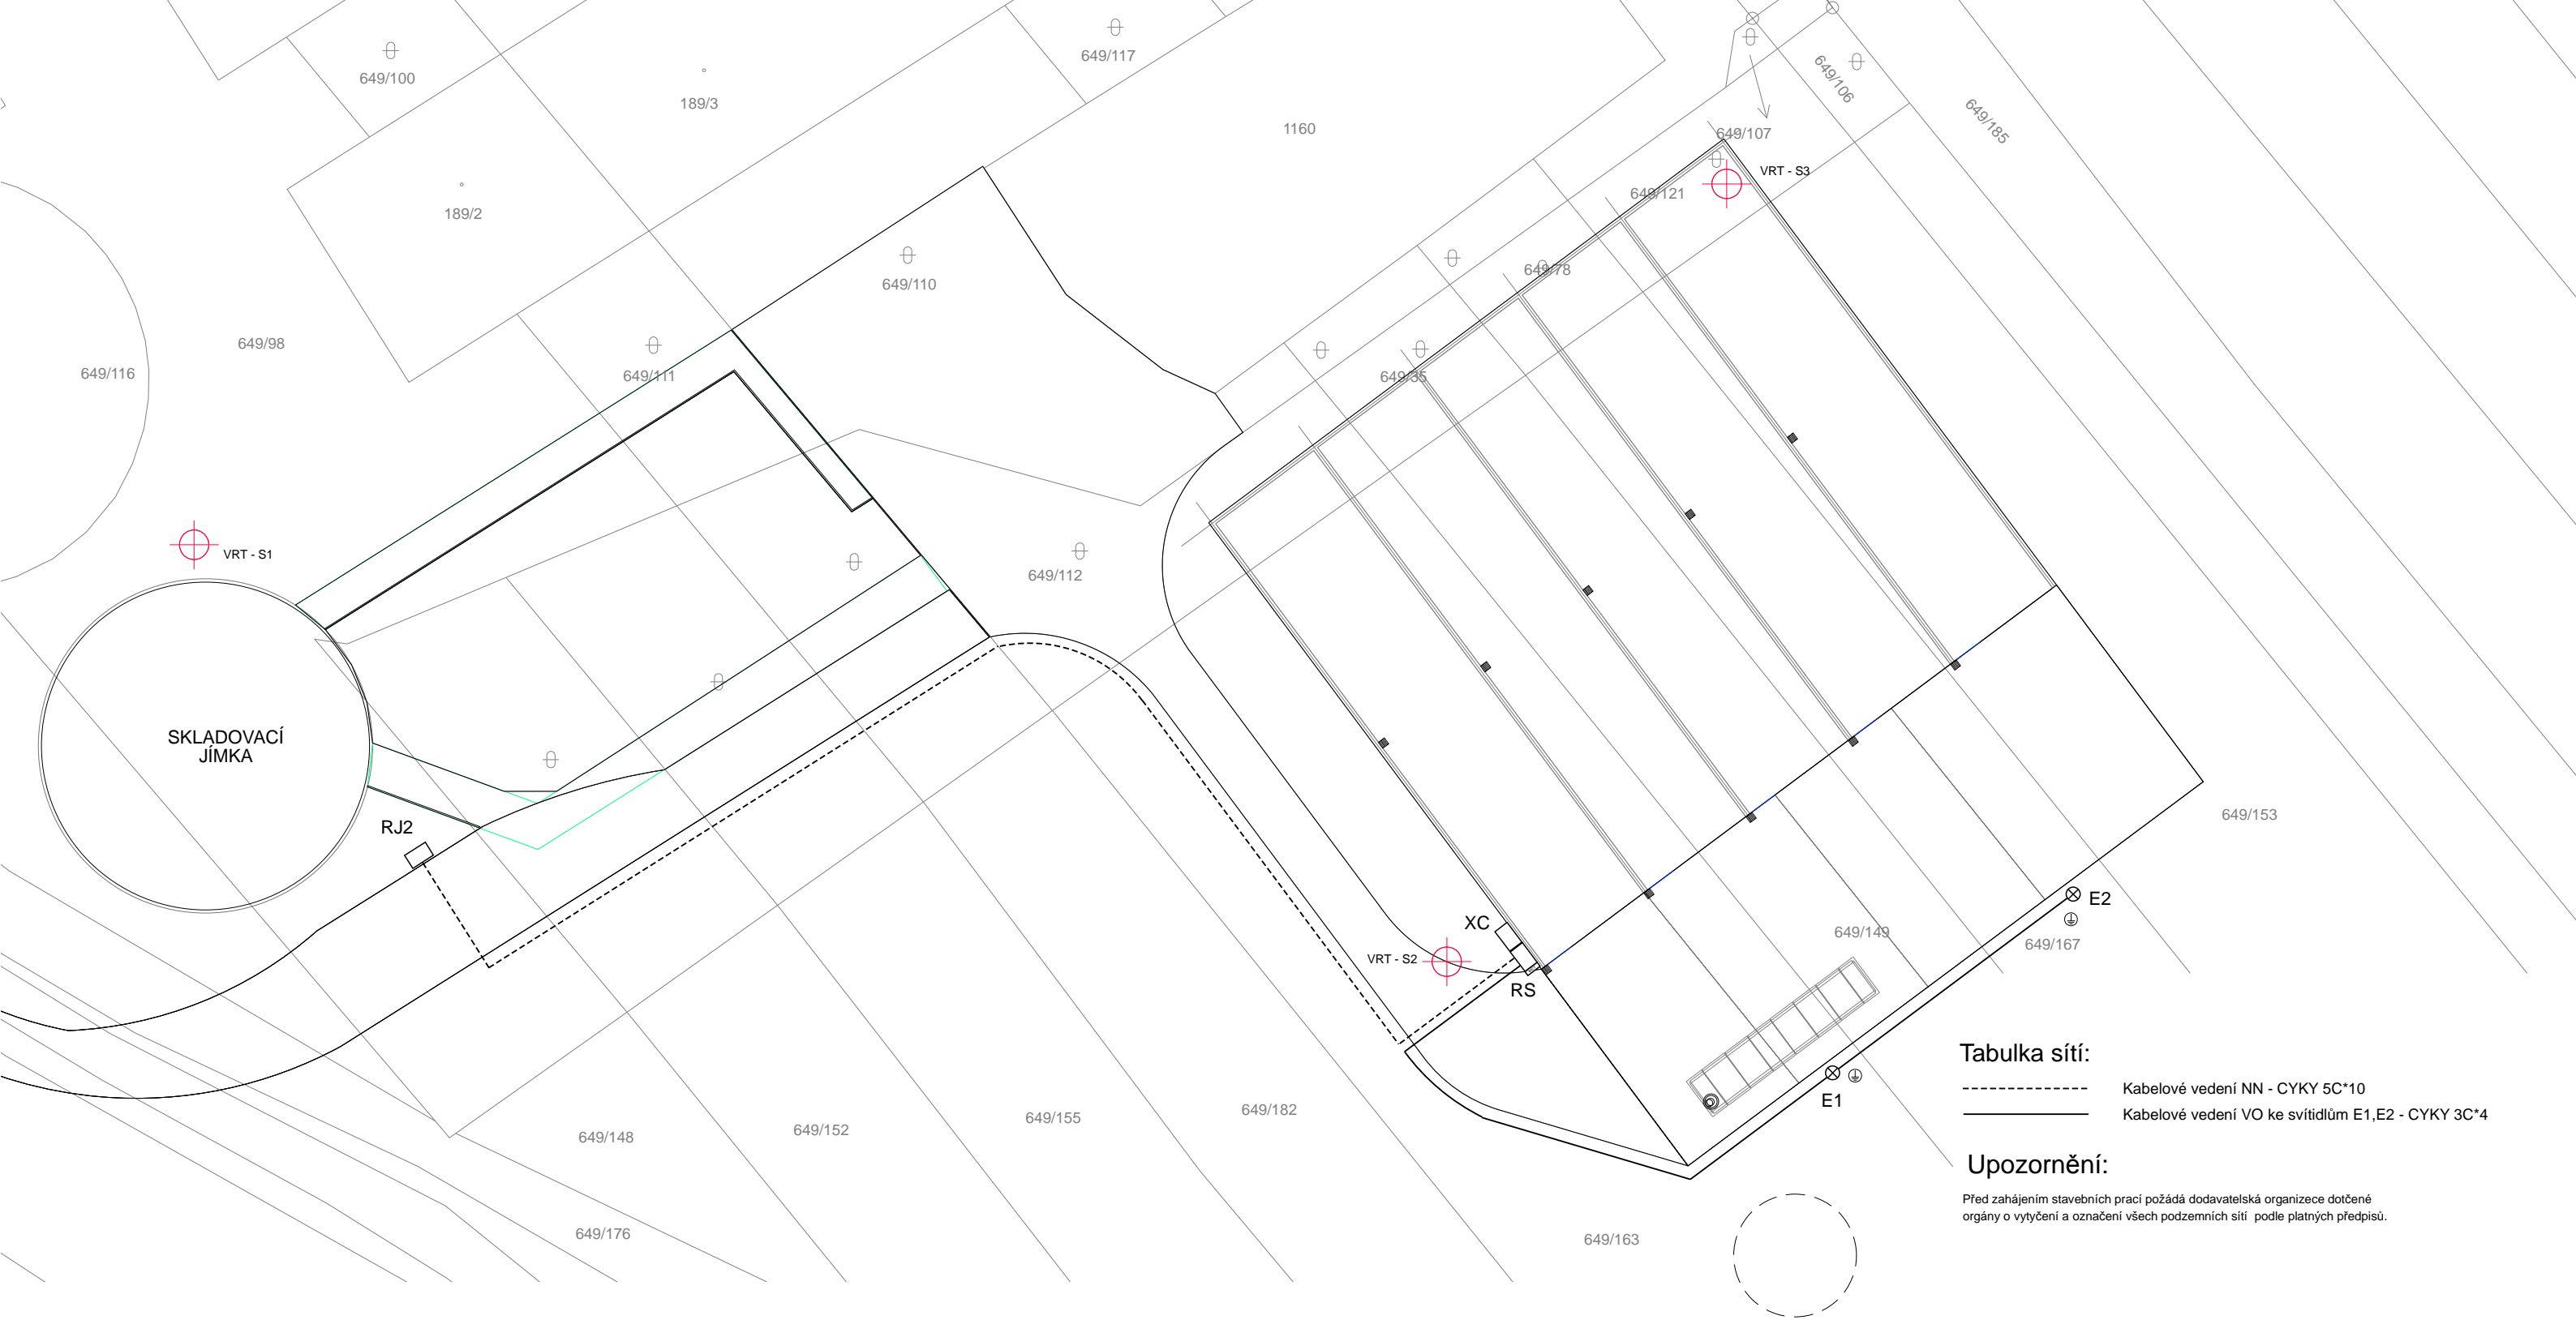 649/100
649/117
189/3
1160
649/106
649/185
649/107
VRT - S3
649/121
189/2
649/78
649/110
649/98
649/116
649/111
649/35
VRT - S1
649/112
SKLADOVACÍ
JÍMKA
RJ2
649/153
E2
XC
649/149
649/167
VRT - S2
RS
Tabulka sítí:
Kabelové vedení NN - CYKY 5C*10
E1
Kabelové vedení VO ke svítidlům E1,E2 - CYKY 3C*4
649/182
649/155
649/152
649/148
Upozornění:
Před zahájením stavebních prací požádá dodavatelská organizece dotčené
orgány o vytyčení a označení všech podzemních sítí podle platných předpisů.
649/176
649/163